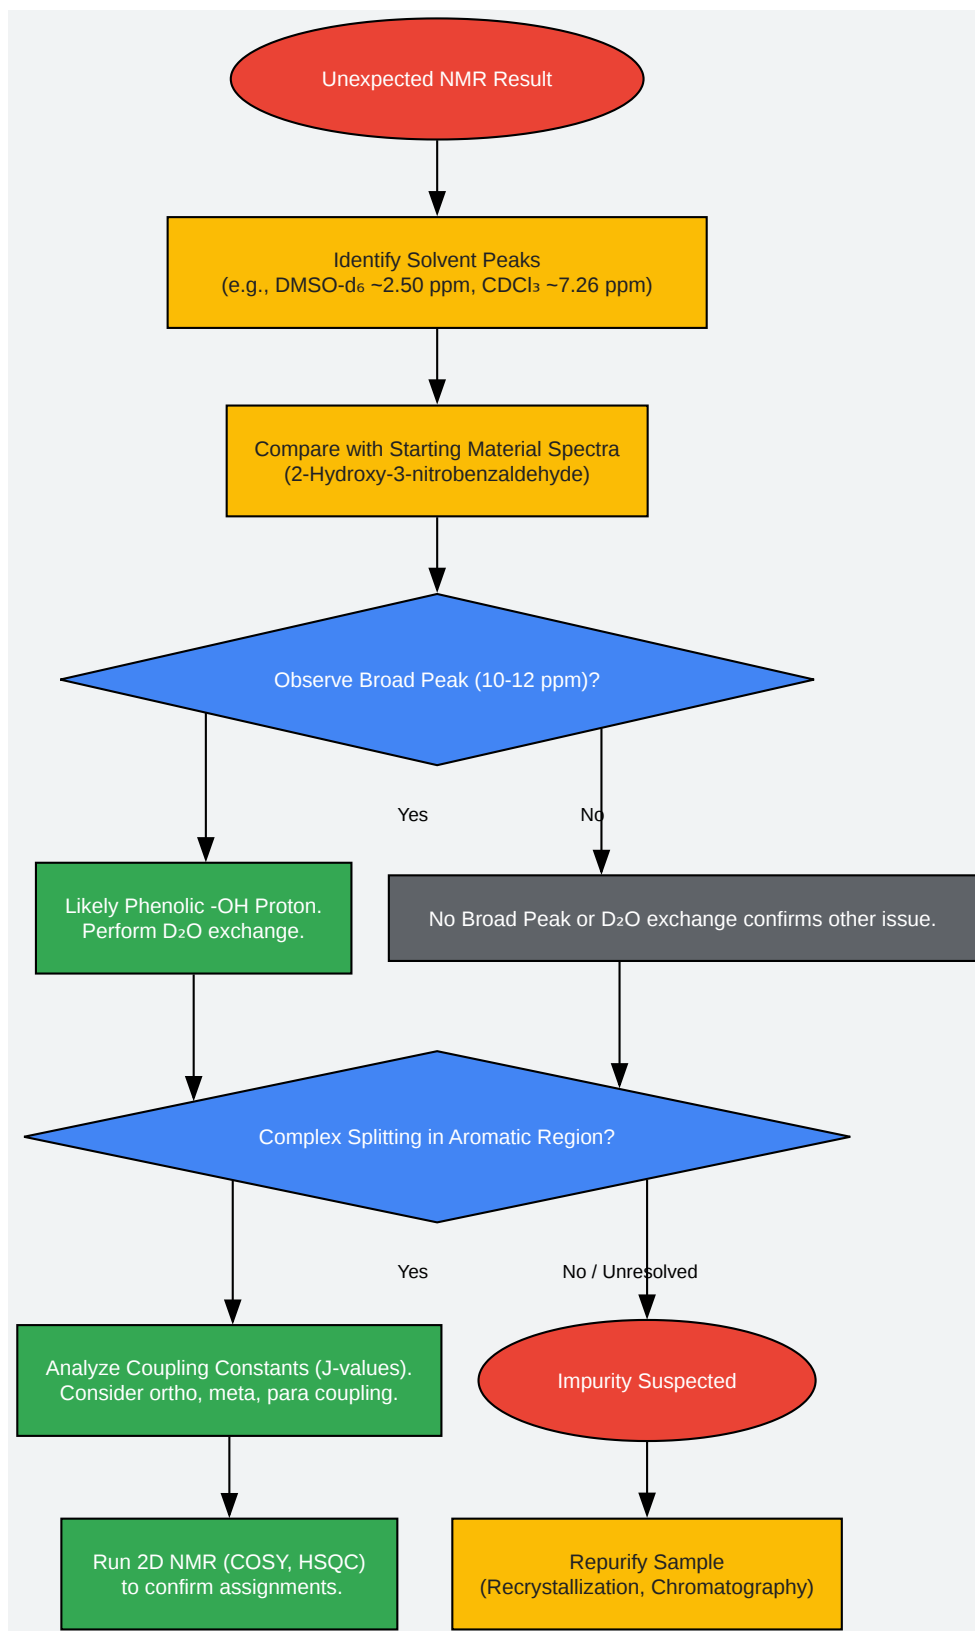 Unexpected NMR Result
Identify Solvent Peaks
(e.g., DMSO-d₆ ~2.50 ppm, CDCl₃ ~7.26 ppm)
Compare with Starting Material Spectra
(2-Hydroxy-3-nitrobenzaldehyde)
Observe Broad Peak (10-12 ppm)?
Yes
No
Likely Phenolic -OH Proton.
Perform D₂O exchange.
No Broad Peak or D₂O exchange confirms other issue.
Complex Splitting in Aromatic Region?
Yes
No / Unresolved
Analyze Coupling Constants (J-values).
Consider ortho, meta, para coupling.
Impurity Suspected
Run 2D NMR (COSY, HSQC)
to confirm assignments.
Repurify Sample
(Recrystallization, Chromatography)